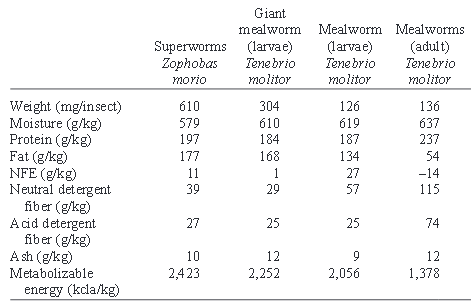 Giant
mealworm Mealworm Mealworms
Superworms (larvae) (larvae) (adult)
Zophobas Tenebrio Tenebrio Tenebrio
morio molitor molitor molitor
Weight (mg/insect) 610 304 126 136
Moisture (g/kg) 579 610 619 637
Protein (g/kg) 197 184 187 237
Fat (g/kg) 177 168 134 54
NFE (g/kg) 11 1 27 –14
Neutral detergent 39 29 57 115
fiber (g/kg)
Acid detergent 27 25 25 74
fiber (g/kg)
Ash (g/kg) 10 12 9 12
Metabolizable 2,423 2,252 2,056 1,378
energy (kcla/kg)